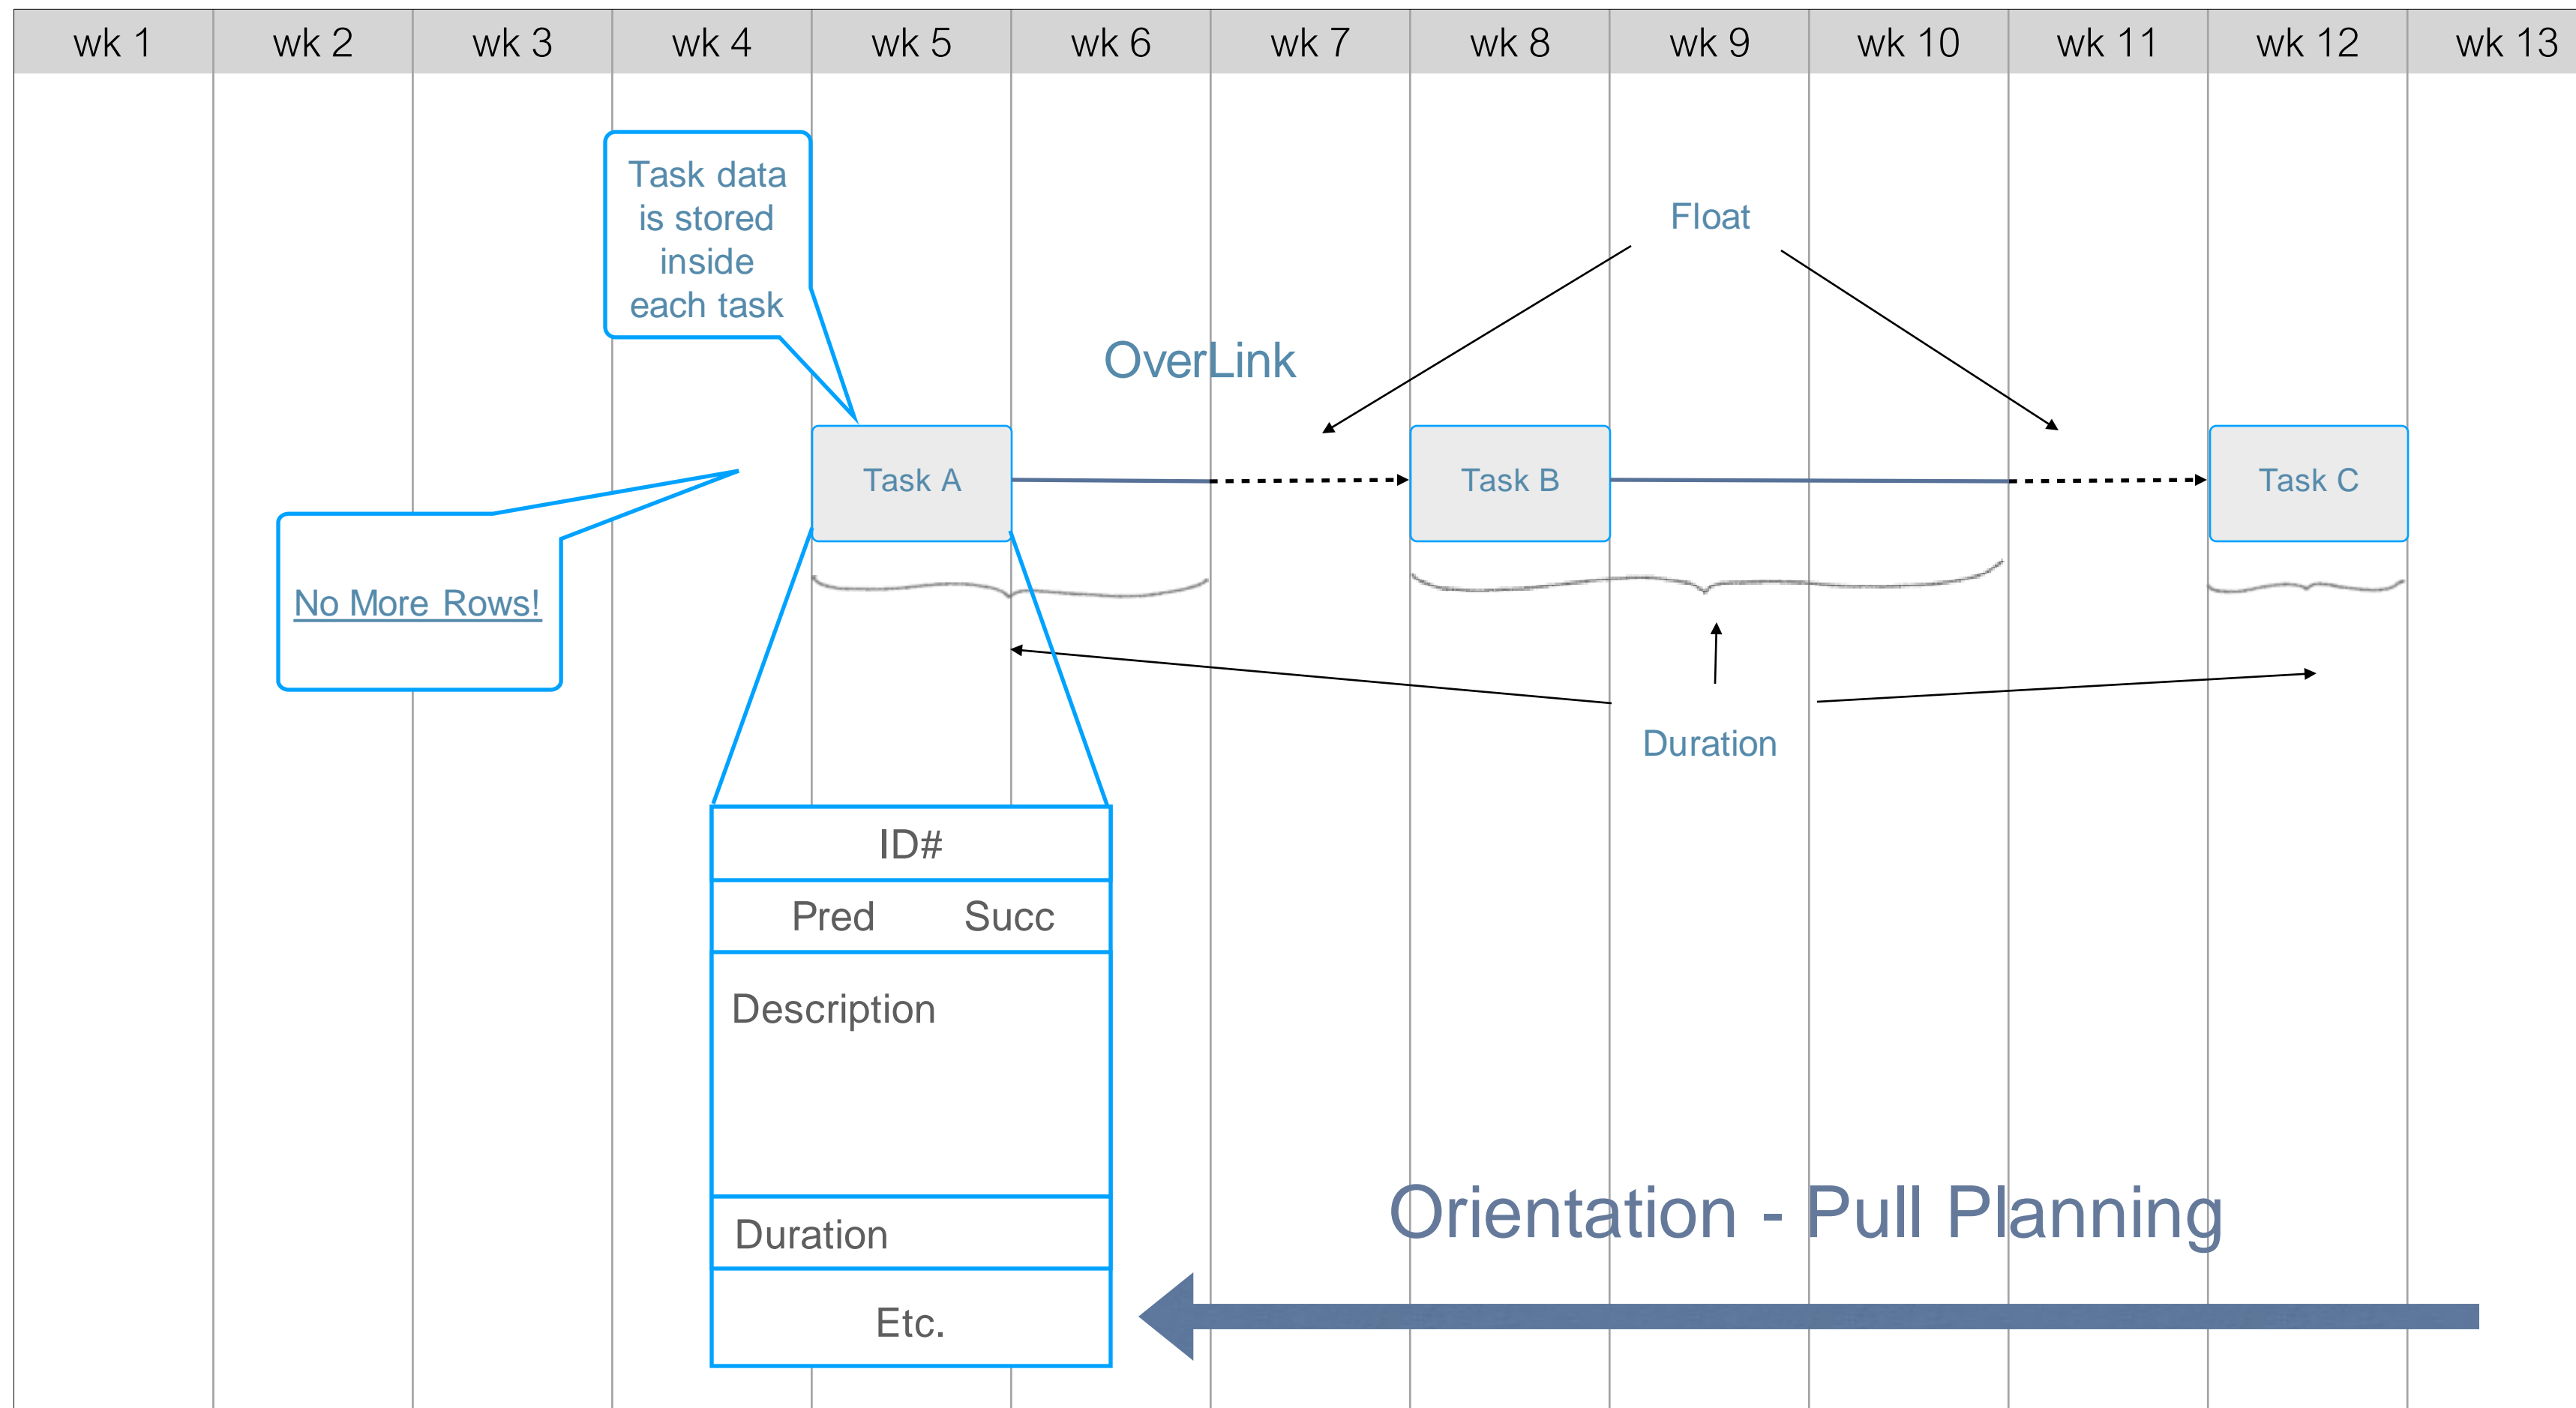 wk 1 wk 2 wk 3 wk 4 wk 5 wk 6 wk 7 wk 8 wk 9 wk 10 wk 11 wk 12 wk 13
Task data
is stored
inside
each task
Float
OverLink
Task A
Task B
Task C
No More Rows!
Duration
ID#
Pred Succ
Description
Duration
Etc.
Orientation - Pull Planning